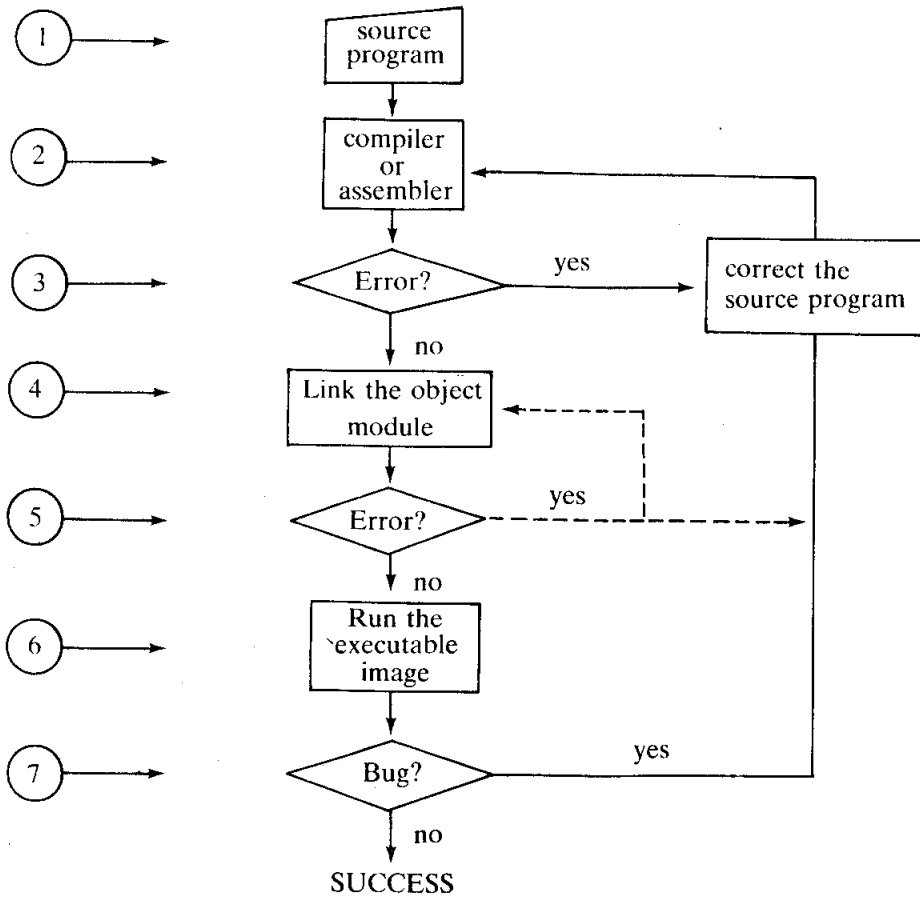 1
source
program
2
compiler
or
assembler
3
Error?
yes
correct the
source program
no
4
Link the object
module
5
Error?
yes
no
6
Run the
executable
image
7
Bug?
yes
no
SUCCESS